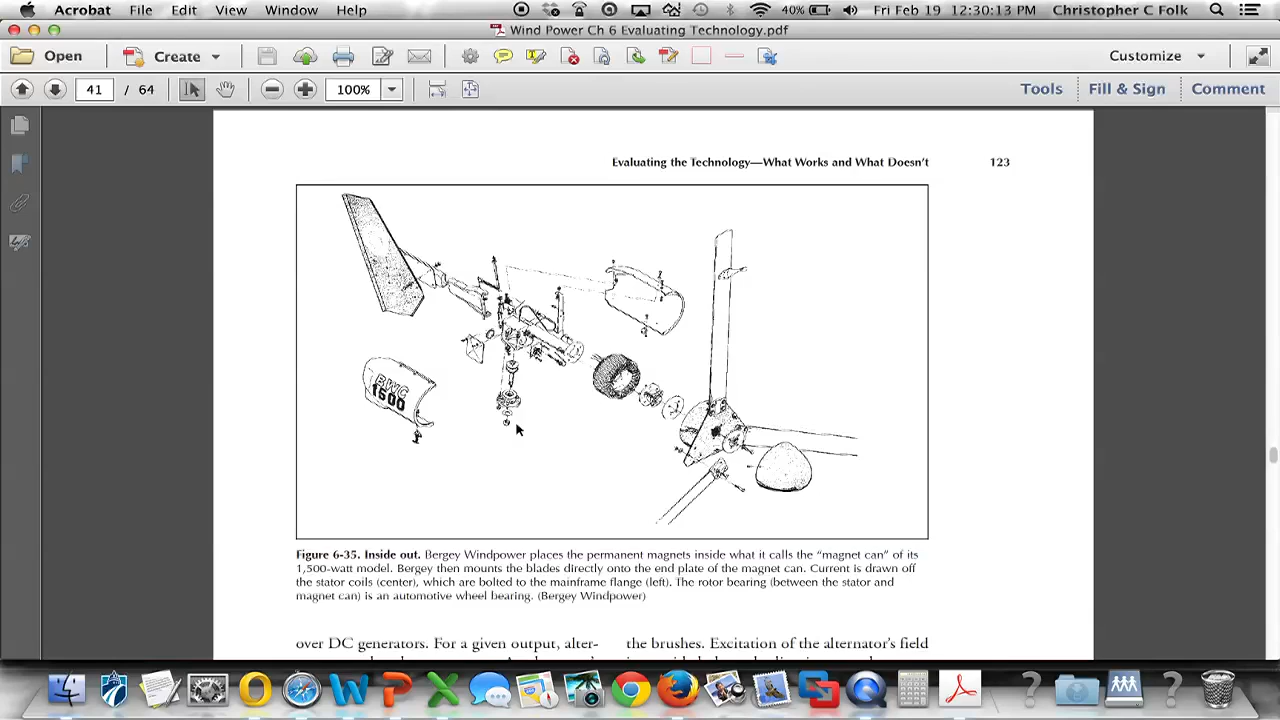 Acrobat File Edit View Window Help 40% Fri Feb 19 12:30:13 PM Christopher C Folk
Wind Power Ch 6 Evaluating Technology.pdf
Open Create Customize
41 / 64 100% Tools Fill & Sign Comment
Evaluating the Technology—What Works and What Doesn't 123
BWC
1500
Figure 6-35. Inside out. Bergey Windpower places the permanent magnets inside what it calls the "magnet can" of its
1,500-watt model. Bergey then mounts the blades directly onto the end plate of the magnet can. Current is drawn off
the stator coils (center), which are bolted to the mainframe flange (left). The rotor bearing (between the stator and
magnet can) is an automotive wheel bearing. (Bergey Windpower)
over DC generators. For a given output, alter-
the brushes. Excitation of the alternator's field